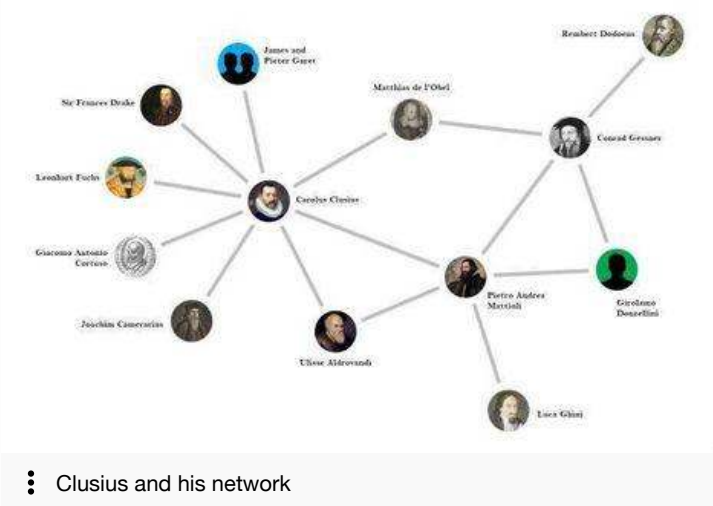 Rembert Dodoens
James and
Pieter Garet
Matthias de l'Obel
Sir Frances Drake
Conrad Gessner
Leonhart Fuchs
Carolus Clusius
Giacomo Antonio
Cortuso
Pietro Andrea
Mattioli
Girolamo
Donzellini
Joachim Camerarius
Ulisse Aldrovandi
Luca Ghini
Clusius and his network